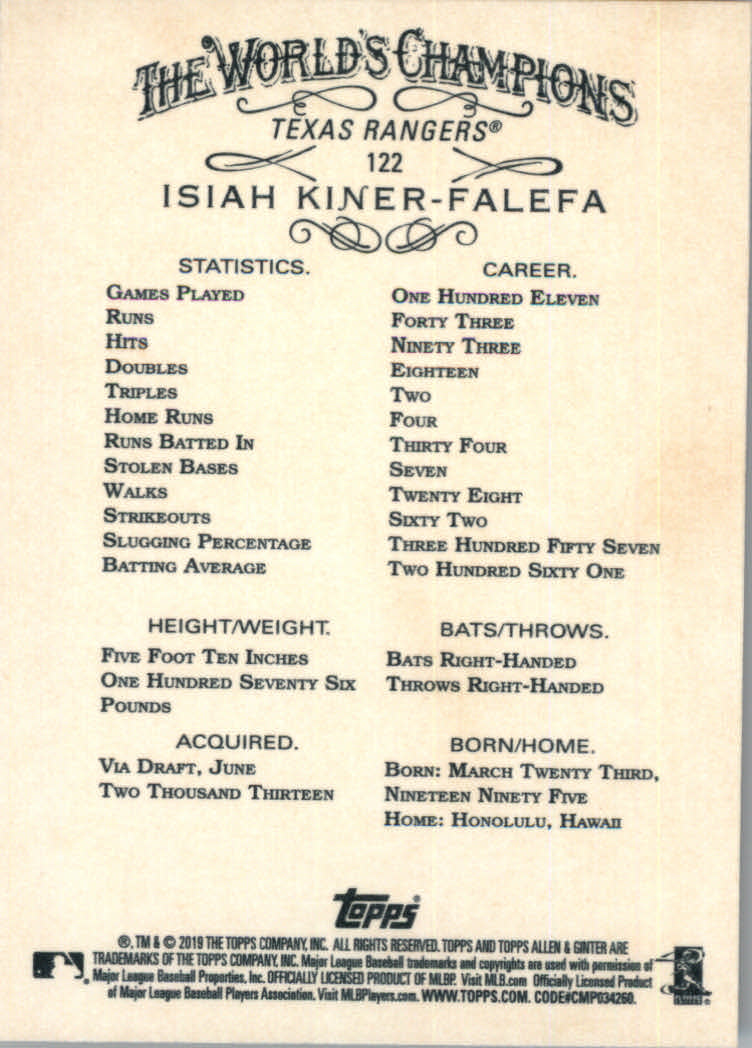 THE WORLD'S CHAMPIONS
TEXAS RANGERS®
122
ISIAH KINER-FALEFA
STATISTICS. CAREER.
GAMES PLAYED ONE HUNDRED ELEVEN
RUNS FORTY THREE
HITS NINETY THREE
DOUBLES EIGHTEEN
TRIPLES TWO
HOME RUNS FOUR
RUNS BATTED IN THIRTY FOUR
STOLEN BASES SEVEN
WALKS TWENTY EIGHT
STRIKEOUTS SIXTY TWO
SLUGGING PERCENTAGE THREE HUNDRED FIFTY SEVEN
BATTING AVERAGE TWO HUNDRED SIXTY ONE
HEIGHT/WEIGHT.
FIVE FOOT TEN INCHES
ONE HUNDRED SEVENTY SIX
POUNDS
BATS/THROWS.
BATS RIGHT-HANDED
THROWS RIGHT-HANDED
ACQUIRED.
VIA DRAFT, JUNE
TWO THOUSAND THIRTEEN
BORN/HOME.
BORN: MARCH TWENTY THIRD,
NINETEEN NINETY FIVE
HOME: HONOLULU, HAWAII
Topps®
®, TM & © 2019 THE TOPPS COMPANY, INC. ALL RIGHTS RESERVED. TOPPS AND TOPPS ALLEN & GINTER ARE
TRADEMARKS OF THE TOPPS COMPANY, INC. Major League Baseball trademarks and copyrights are used with permission of
Major League Baseball Properties, Inc. OFFICIALLY LICENSED PRODUCT OF MLBP. Visit MLB.com Officially Licensed Product
of Major League Baseball Players Association. Visit MLBPlayers.com. WWW.TOPPS.COM. CODE#CMP034260.